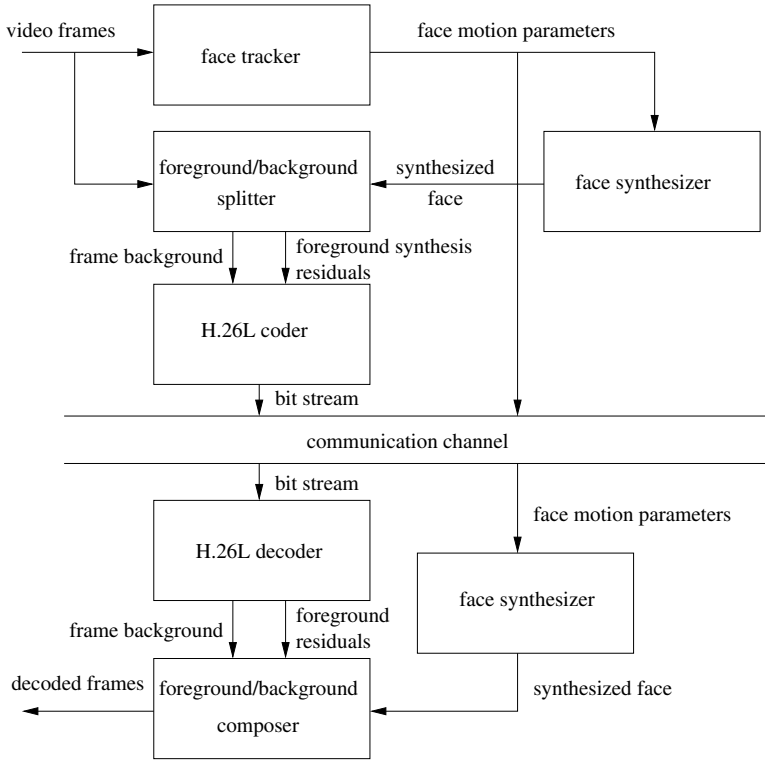 video frames
face tracker
face motion parameters
foreground/background
splitter
synthesized
face
face synthesizer
frame background
foreground synthesis
residuals
H.26L coder
bit stream
communication channel
bit stream
face motion parameters
H.26L decoder
face synthesizer
frame background
foreground
residuals
decoded frames
foreground/background
composer
synthesized face